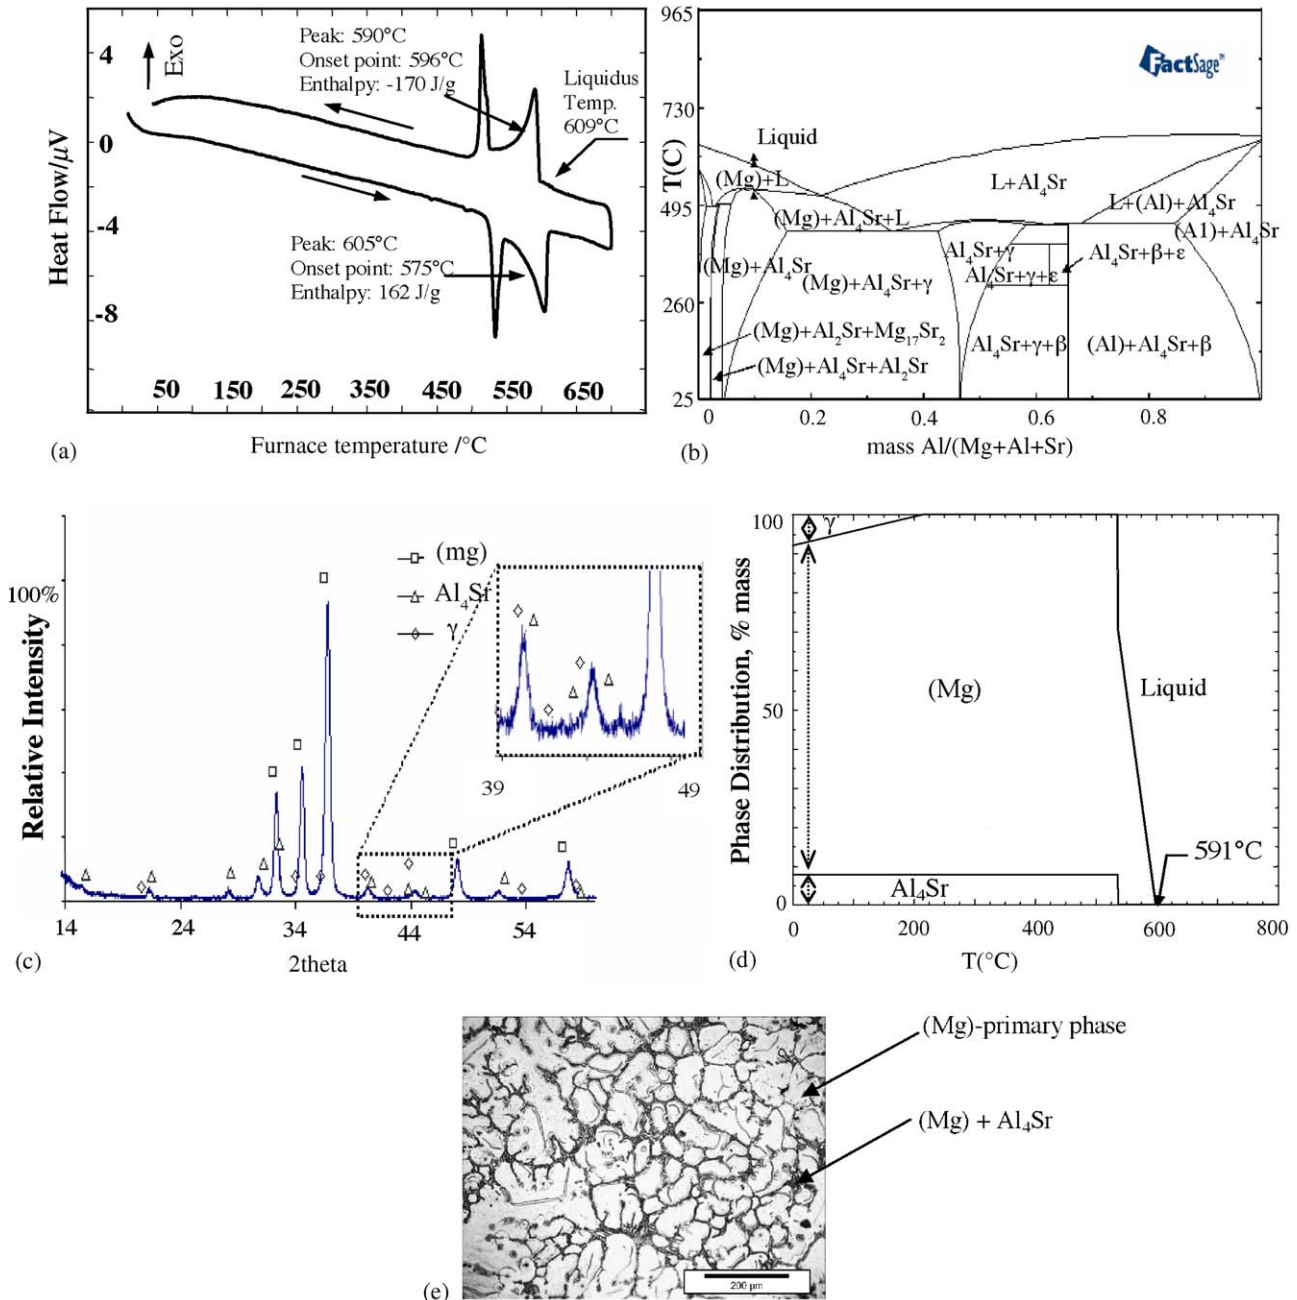 Peak: 590°C
Onset point: 596°C
Enthalpy: -170 J/g
Exo
Liquidus
Temp.
609°C
4
0
-4
-8
Heat Flow/μV
Peak: 605°C
Onset point: 575°C
Enthalpy: 162 J/g
50 150 250 350 450 550 650
Furnace temperature /°C
(a)
965
730
495
260
25
T(C)
FactSage™
Liquid
(Mg)+L
L+Al₄Sr
(Mg)+Al₄Sr+L
L+(Al)+Al₄Sr
(Al)+Al₄Sr
(Mg)+Al₄Sr
(Mg)+Al₄Sr+γ
Al₄Sr+γ
Al₄Sr+γ+ε
Al₄Sr+β+ε
(Mg)+Al₂Sr+Mg₁₇Sr₂
(Mg)+Al₄Sr+Al₂Sr
Al₄Sr+γ+β
(Al)+Al₄Sr+β
0 0.2 0.4 0.6 0.8
mass Al/(Mg+Al+Sr)
(b)
100%
Relative Intensity
(mg)
Al₄Sr
γ
39 49
14 24 34 44 54
2theta
(c)
100
50
0
Phase Distribution, % mass
γ
(Mg)
Liquid
591°C
Al₄Sr
0 200 400 600 800
T(°C)
(d)
(Mg)-primary phase
(Mg) + Al₄Sr
200 μm
(e)